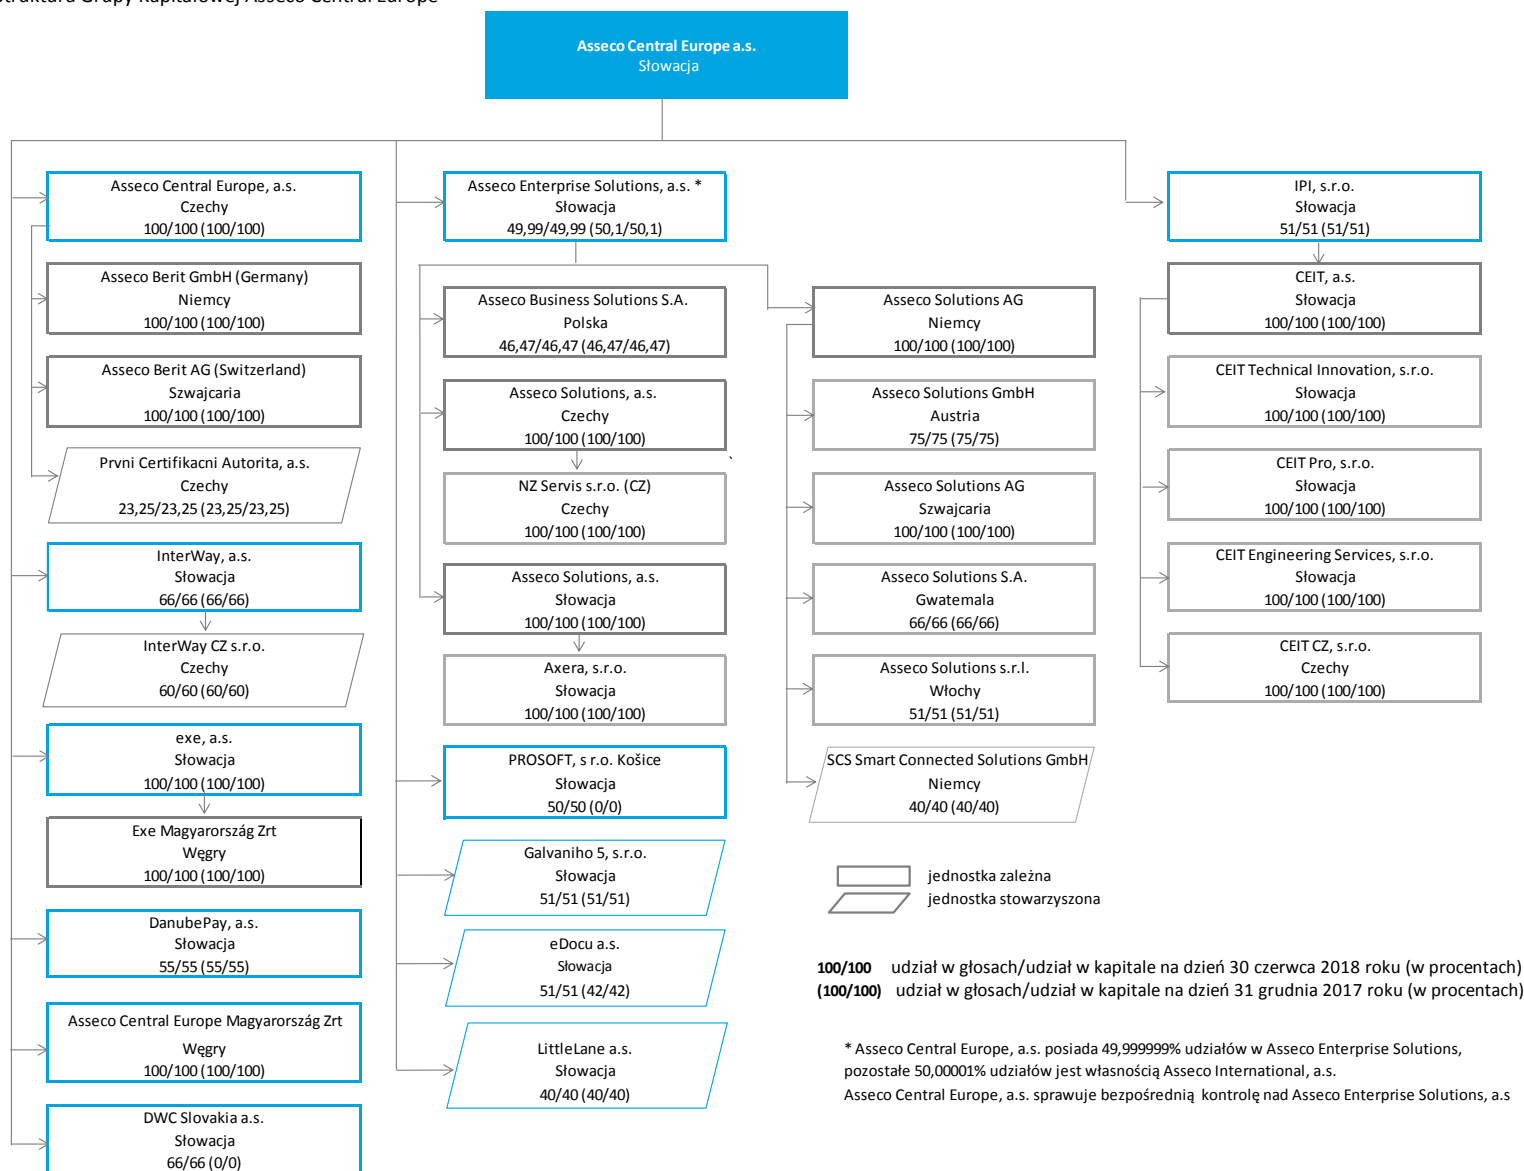 Struktura Grupy Kapitałowej Asseco Central Europe
Asseco Central Europe a.s.
Słowacja
Asseco Central Europe, a.s.
Czechy
100/100 (100/100)
Asseco Berit GmbH (Germany)
Niemcy
100/100 (100/100)
Asseco Berit AG (Switzerland)
Szwajcaria
100/100 (100/100)
Prvni Certifikacni Autorita, a.s.
Czechy
23,25/23,25 (23,25/23,25)
InterWay, a.s.
Słowacja
66/66 (66/66)
InterWay CZ s.r.o.
Czechy
60/60 (60/60)
exe, a.s.
Słowacja
100/100 (100/100)
Exe Magyarország Zrt
Węgry
100/100 (100/100)
DanubePay, a.s.
Słowacja
55/55 (55/55)
Asseco Central Europe Magyarország Zrt
Węgry
100/100 (100/100)
DWC Slovakia a.s.
Słowacja
66/66 (0/0)
Asseco Enterprise Solutions, a.s. *
Słowacja
49,99/49,99 (50,1/50,1)
Asseco Business Solutions S.A.
Polska
46,47/46,47 (46,47/46,47)
Asseco Solutions, a.s.
Czechy
100/100 (100/100)
NZ Servis s.r.o. (CZ)
Czechy
100/100 (100/100)
Asseco Solutions, a.s.
Słowacja
100/100 (100/100)
Axera, s.r.o.
Słowacja
100/100 (100/100)
PROSOFT, s r.o. Košice
Słowacja
50/50 (0/0)
Galvaniho 5, s.r.o.
Słowacja
51/51 (51/51)
eDocu a.s.
Słowacja
51/51 (42/42)
LittleLane a.s.
Słowacja
40/40 (40/40)
Asseco Solutions AG
Niemcy
100/100 (100/100)
Asseco Solutions GmbH
Austria
75/75 (75/75)
`
Asseco Solutions AG
Szwajcaria
100/100 (100/100)
Asseco Solutions S.A.
Gwatemala
66/66 (66/66)
Asseco Solutions s.r.l.
Włochy
51/51 (51/51)
SCS Smart Connected Solutions GmbH
Niemcy
40/40 (40/40)
IPI, s.r.o.
Słowacja
51/51 (51/51)
CEIT, a.s.
Słowacja
100/100 (100/100)
CEIT Technical Innovation, s.r.o.
Słowacja
100/100 (100/100)
CEIT Pro, s.r.o.
Słowacja
100/100 (100/100)
CEIT Engineering Services, s.r.o.
Słowacja
100/100 (100/100)
CEIT CZ, s.r.o.
Czechy
100/100 (100/100)
jednostka zależna
jednostka stowarzyszona
100/100 udział w głosach/udział w kapitale na dzień 30 czerwca 2018 roku (w procentach)
(100/100) udział w głosach/udział w kapitale na dzień 31 grudnia 2017 roku (w procentach)
* Asseco Central Europe, a.s. posiada 49,999999% udziałów w Asseco Enterprise Solutions,
pozostałe 50,00001% udziałów jest własnością Asseco International, a.s.
Asseco Central Europe, a.s. sprawuje bezpośrednią kontrolę nad Asseco Enterprise Solutions, a.s